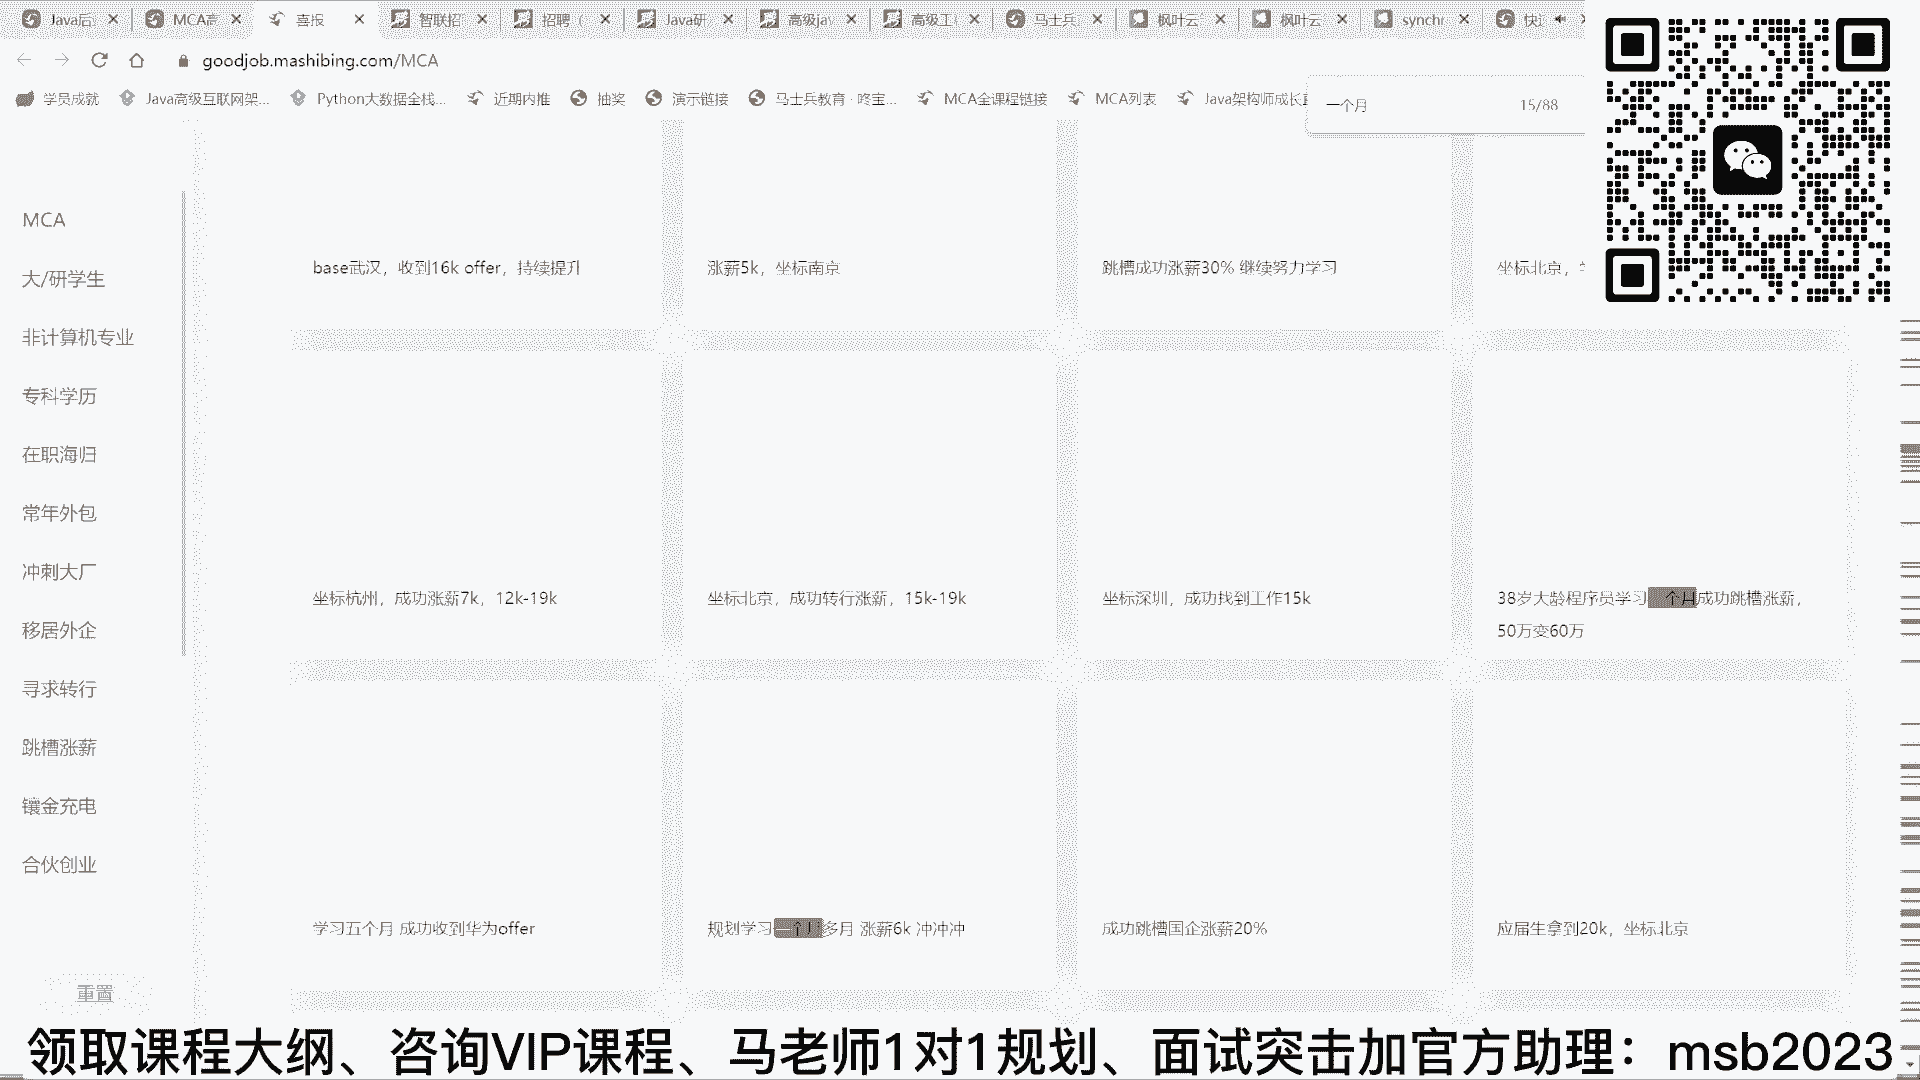 Java后
MCA高
喜报
智联招
招聘（
Java研
高级jav
高级工
马士兵
枫叶云
枫叶云
synchr
快
goodjob.mashibing.com/MCA
学员成就
Java高级互联网架...
Python大数据全栈...
近期内推
抽奖
演示链接
马士兵教育 · 咚宝...
MCA全课程链接
MCA列表
Java架构师成长直
一个月
15/88
MCA
大/研学生
非计算机专业
专科学历
在职海归
常年外包
冲刺大厂
移居外企
寻求转行
跳槽涨薪
镶金充电
合伙创业
重置
base武汉，收到16k offer，持续提升
涨薪5k，坐标南京
跳槽成功涨薪30% 继续努力学习
坐标北京，
坐标杭州，成功涨薪7k，12k-19k
坐标北京，成功转行涨薪，15k-19k
坐标深圳，成功找到工作15k
38岁大龄程序员学习一个月成功跳槽涨薪，
50万变60万
学习五个月 成功收到华为offer
规划学习一个月多月 涨薪6k 冲冲冲
成功跳槽国企涨薪20%
应届生拿到20k，坐标北京
领取课程大纲、咨询VIP课程、马老师1对1规划、面试突击加官方助理：msb2023